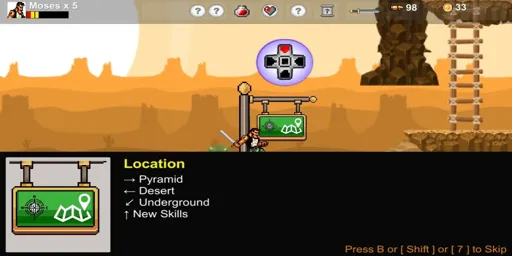 Moses x 5
? ? ? ? 98 33
Location
→ Pyramid
← Desert
↙ Underground
↑ New Skills
Press B or [ Shift ] or [ 7 ] to Skip